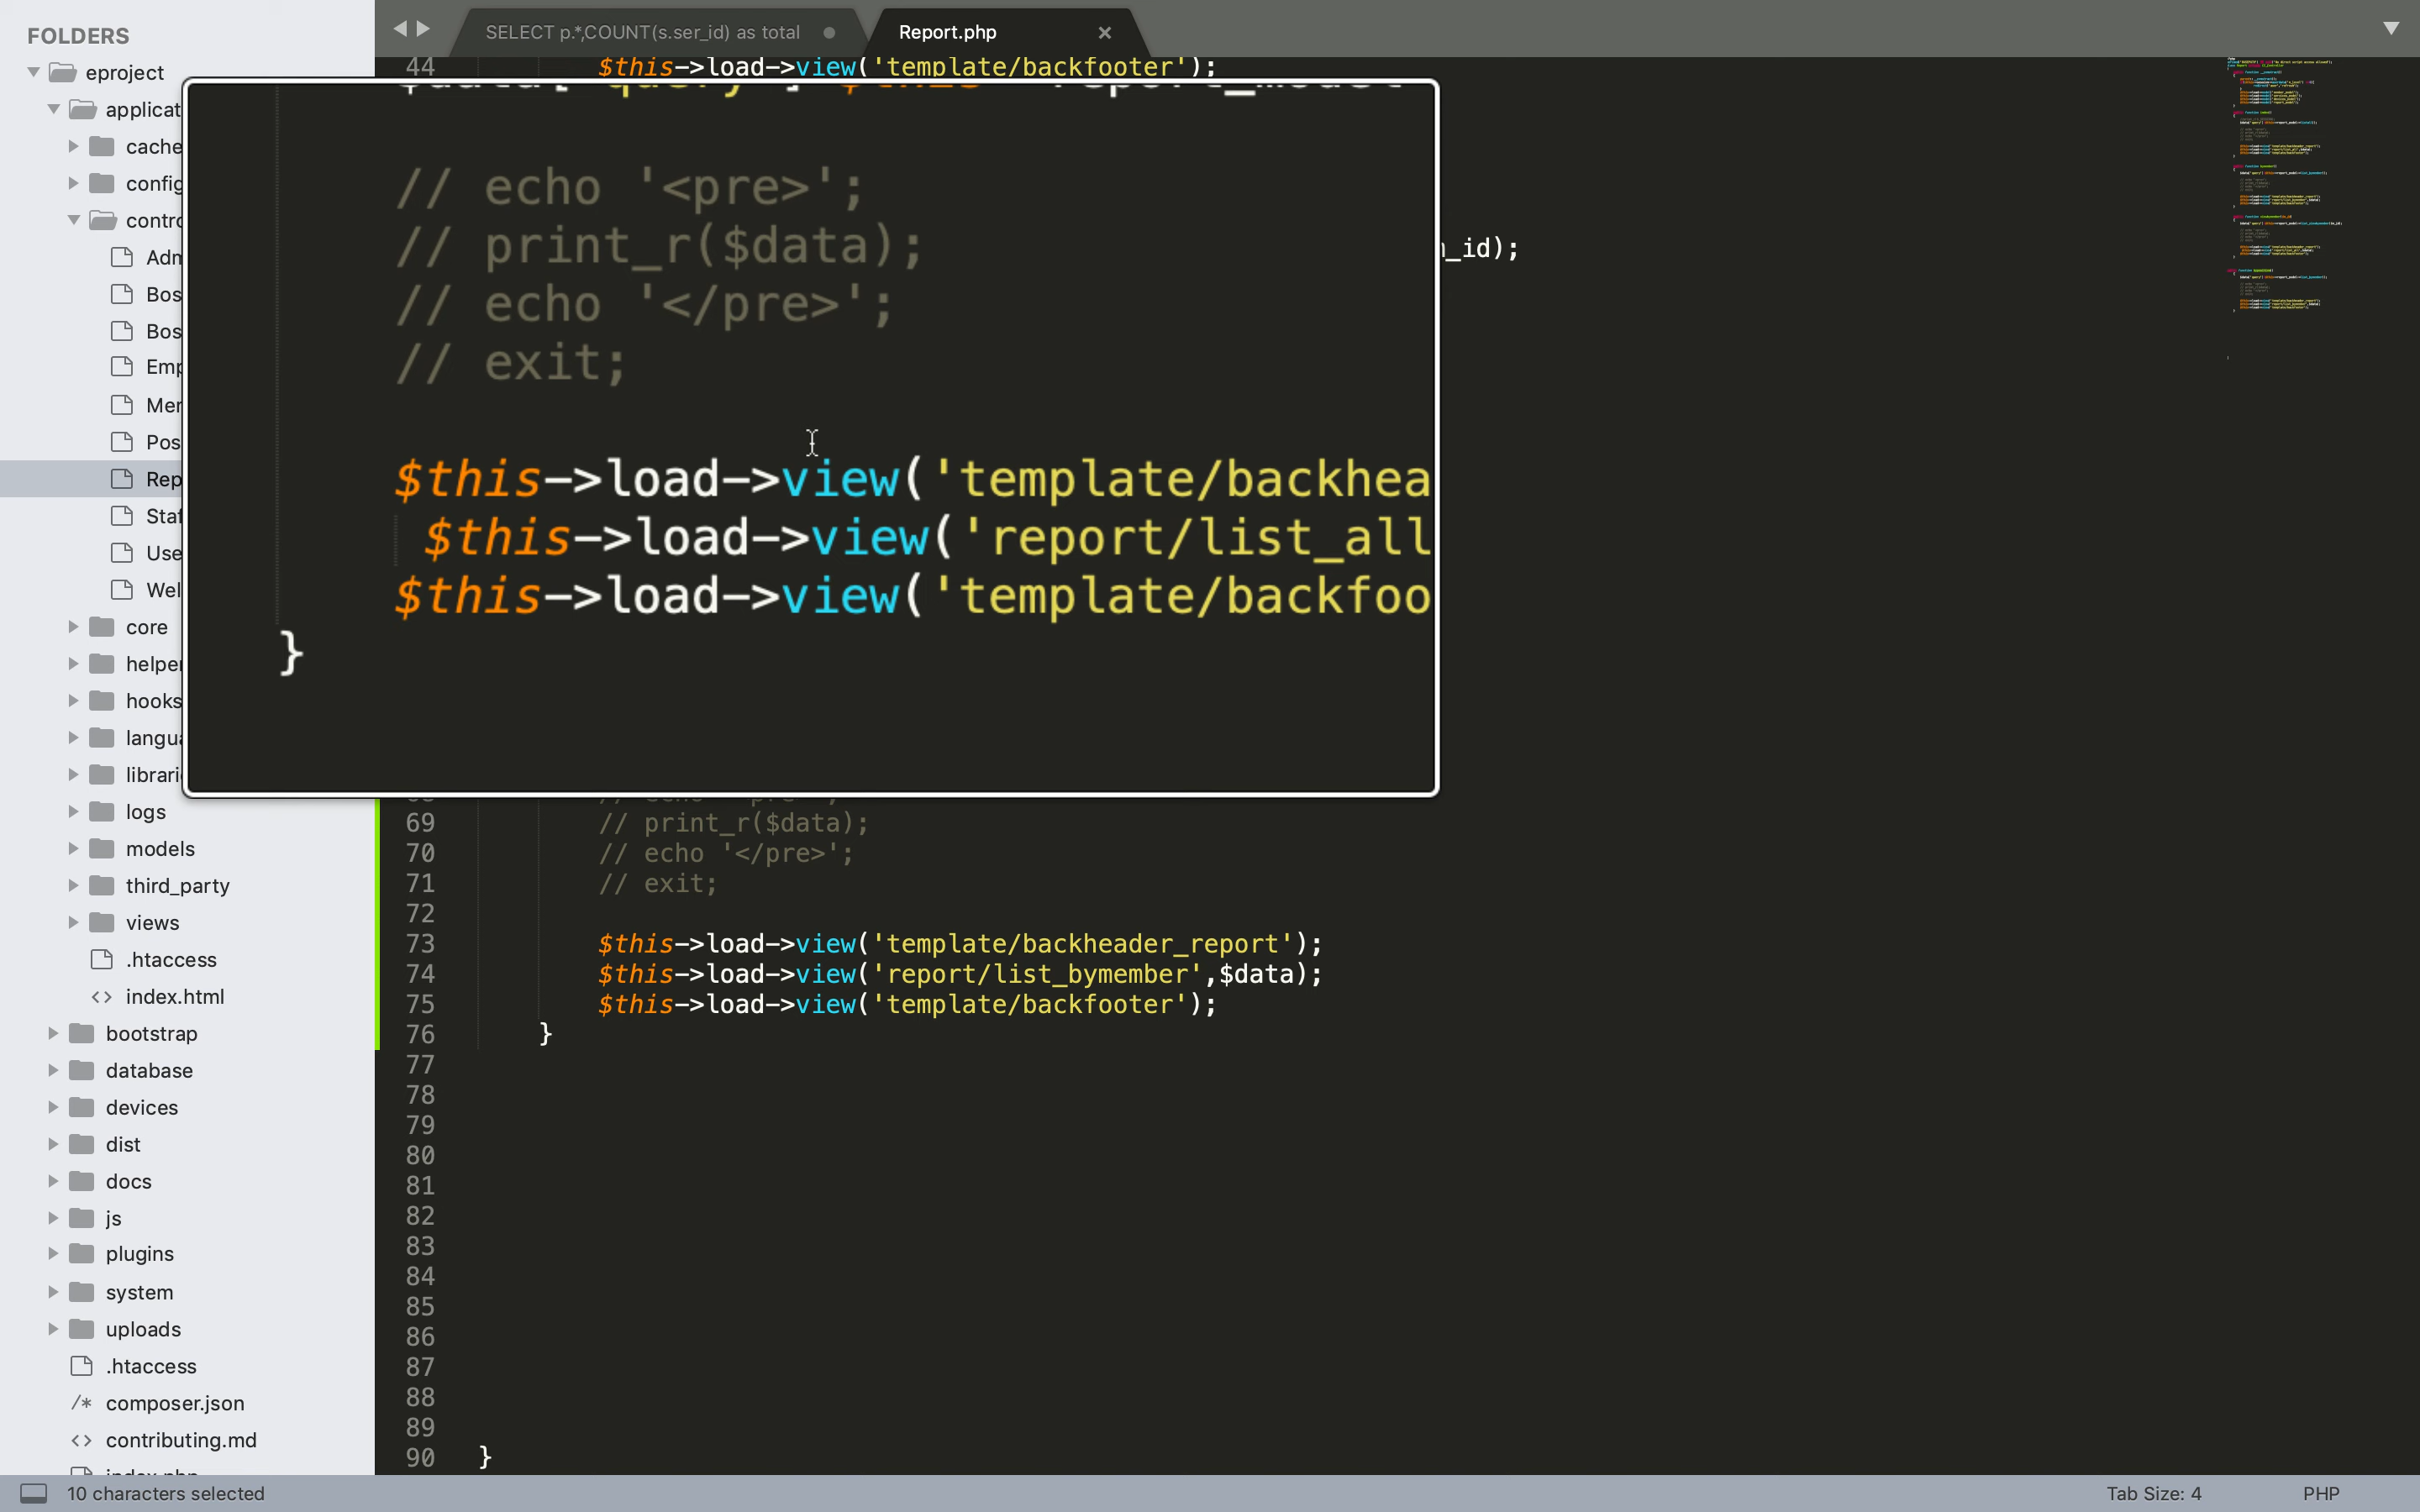 FOLDERS
eproject
applicat
cache
config
contro
Adm
Bos
Bos
Emp
Mer
Pos
Rep
Staf
Use
Wel
core
helper
hooks
langua
librari
logs
models
third_party
views
.htaccess
<> index.html
bootstrap
database
devices
dist
docs
js
plugins
system
uploads
.htaccess
/* composer.json
<> contributing.md
index.php
SELECT p.*,COUNT(s.ser_id) as total
Report.php
44 $this->load->view('template/backfooter');
_id);
// echo '<pre>';
// print_r($data);
// echo '</pre>';
// exit;
$this->load->view('template/backhea
$this->load->view('report/list_all
$this->load->view('template/backfoo
}
69 // print_r($data);
70 // echo '</pre>';
71 // exit;
72
73 $this->load->view('template/backheader_report');
74 $this->load->view('report/list_bymember',$data);
75 $this->load->view('template/backfooter');
76 }
77
78
79
80
81
82
83
84
85
86
87
88
89
90 }
10 characters selected
Tab Size: 4
PHP